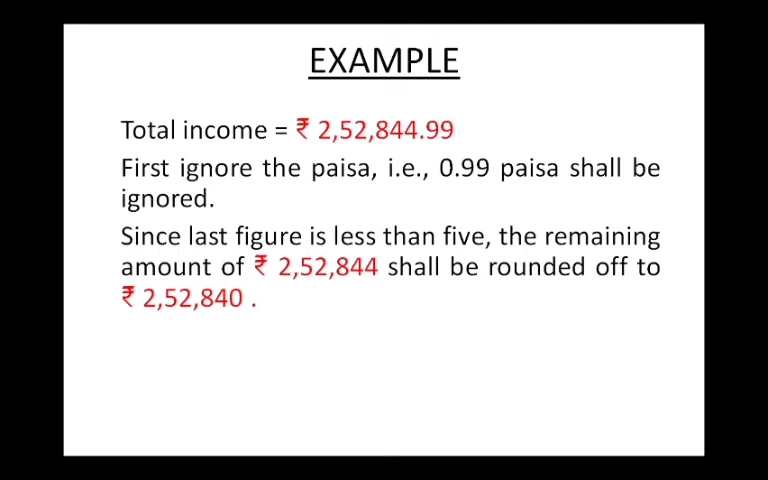 EXAMPLE
Total income = ₹ 2,52,844.99
First ignore the paisa, i.e., 0.99 paisa shall be
ignored.
Since last figure is less than five, the remaining
amount of ₹ 2,52,844 shall be rounded off to
₹ 2,52,840 .